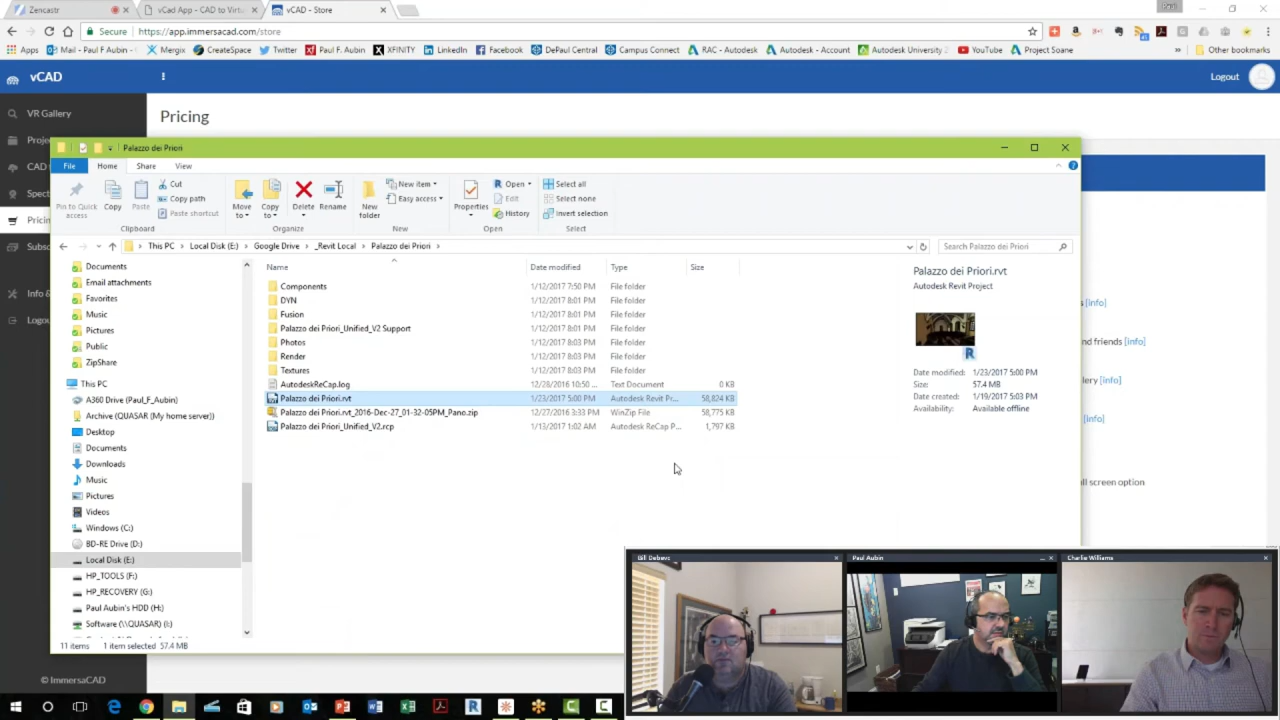 Zencastr
vCad App - CAD to Virtu
vCAD - Store
Paul
Secure
https://app.immersacad.com/store
Apps
Mail - Paul F Aubin -
Mergix
CreateSpace
Twitter
Paul F. Aubin
XFINITY
LinkedIn
Facebook
DePaul Central
Campus Connect
RAC - Autodesk
Autodesk - Account
Autodesk University
YouTube
Project Soane
»
Other bookmarks
vCAD
Logout
VR Gallery
Pricing
Proje
CAD
Spect
Pricin
Subsc
Info &
Logou
© ImmersaCAD
s [info]
nd friends [info]
lery [info]
[info]
ll screen option
Palazzo dei Priori
File
Home
Share
View
Pin to Quick access
Copy
Paste
Cut
Copy path
Paste shortcut
Clipboard
Move to
Copy to
Delete
Rename
Organize
New folder
New item
Easy access
New
Properties
Open
Edit
History
Open
Select all
Select none
Invert selection
Select
This PC > Local Disk (E:) > Google Drive > _Revit Local > Palazzo dei Priori >
Search Palazzo dei Priori
Documents
Email attachments
Favorites
Music
Pictures
Public
ZipShare
This PC
A360 Drive (Paul_F_Aubin)
Archive (QUASAR (My home server))
Desktop
Documents
Downloads
Music
Pictures
Videos
Windows (C:)
BD-RE Drive (D:)
Local Disk (E:)
HP_TOOLS (F:)
HP_RECOVERY (G:)
Paul Aubin's HDD (H:)
Software (\\QUASAR) (I:)
Name Date modified Type Size
Components 1/12/2017 7:50 PM File folder
DYN 1/12/2017 8:01 PM File folder
Fusion 1/12/2017 8:01 PM File folder
Palazzo dei Priori_Unified_V2 Support 1/12/2017 8:01 PM File folder
Photos 1/12/2017 8:03 PM File folder
Render 1/12/2017 8:03 PM File folder
Textures 1/12/2017 8:03 PM File folder
AutodeskReCap.log 12/28/2016 10:50 ... Text Document 0 KB
Palazzo dei Priori.rvt 1/23/2017 5:00 PM Autodesk Revit Pr... 58,824 KB
Palazzo dei Priori.rvt_2016-Dec-27_01-32-05PM_Pano.zip 12/27/2016 3:33 PM WinZip File 58,775 KB
Palazzo dei Priori_Unified_V2.rcp 1/13/2017 1:02 AM Autodesk ReCap P... 1,797 KB
Palazzo dei Priori.rvt
Autodesk Revit Project
R
Date modified: 1/23/2017 5:00 PM
Size: 57.4 MB
Date created: 1/19/2017 5:03 PM
Availability: Available offline
11 items 1 item selected 57.4 MB
Bill Debevc
Paul Aubin
Charlie Williams